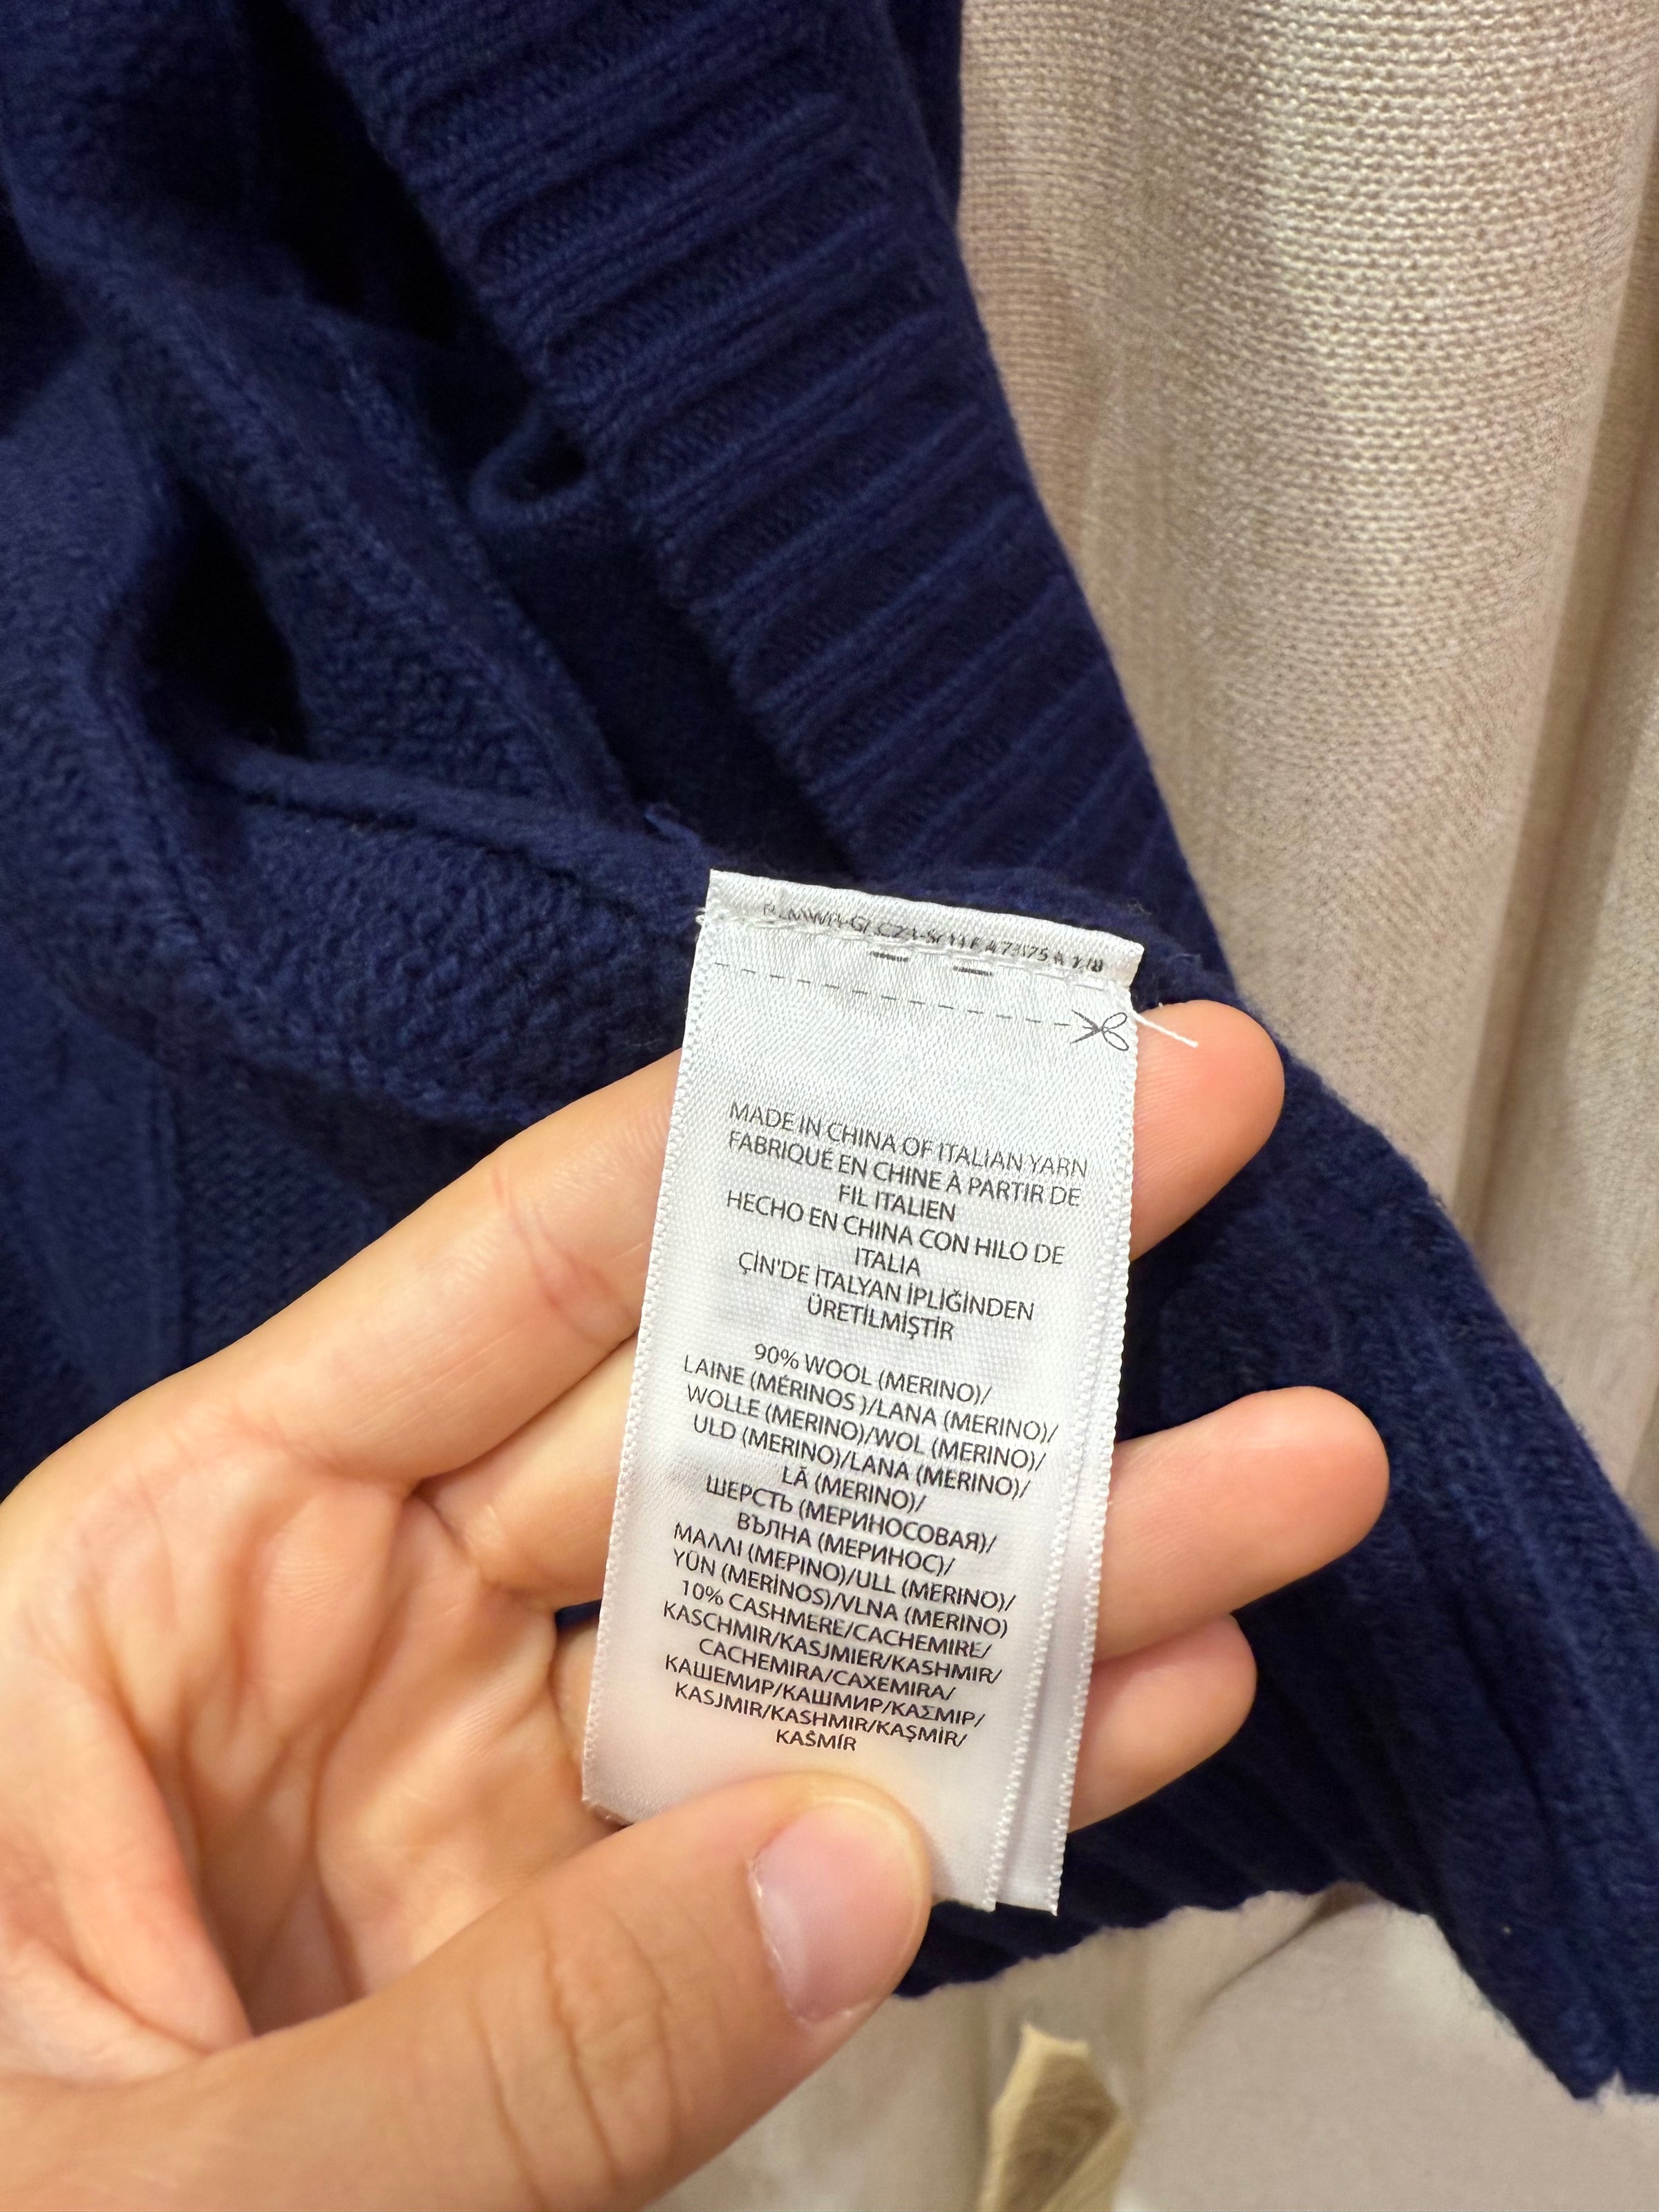 MADE IN CHINA OF ITALIAN YARN
FABRIQUÉ EN CHINE À PARTIR DE
FIL ITALIEN
HECHO EN CHINA CON HILO DE
ITALIA
ÇİN'DE İTALYAN İPLİĞİNDEN
ÜRETİLMİŞTİR
90% WOOL (MERINO)/
LAINE (MÉRINOS )/LANA (MERINO)/
WOLLE (MERINO)/WOL (MERINO)/
ULD (MERINO)/LANA (MERINO)/
LÃ (MERINO)/
ШЕРСТЬ (МЕРИНОСОВАЯ)/
ВЪЛНА (МЕРИНОС)/
ΜΑΛΛΙ (ΜΕΡΙΝΟ)/ULL (MERINO)/
YÜN (MERİNOS)/VLNA (MERINO)
10% CASHMERE/CACHEMIRE/
KASCHMIR/KASJMIER/KASHMIR/
CACHEMIRA/CAXEMIRA/
КАШЕМИР/КАШМИР/ΚΑΣΜΙΡ/
KASJMIR/KASHMIR/KAŞMİR/
KAŠMÍR